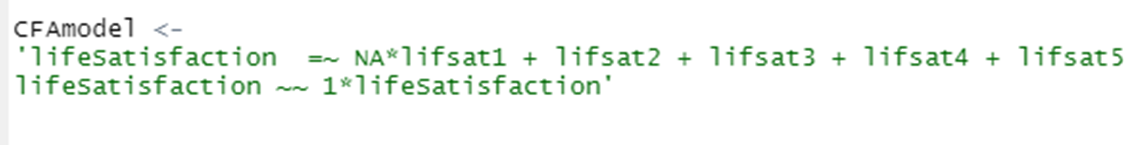 CFAmodel <-
'lifeSatisfaction  =~ NA*lifsat1 + lifsat2 + lifsat3 + lifsat4 + lifsat5
lifeSatisfaction ~~ 1*lifeSatisfaction'